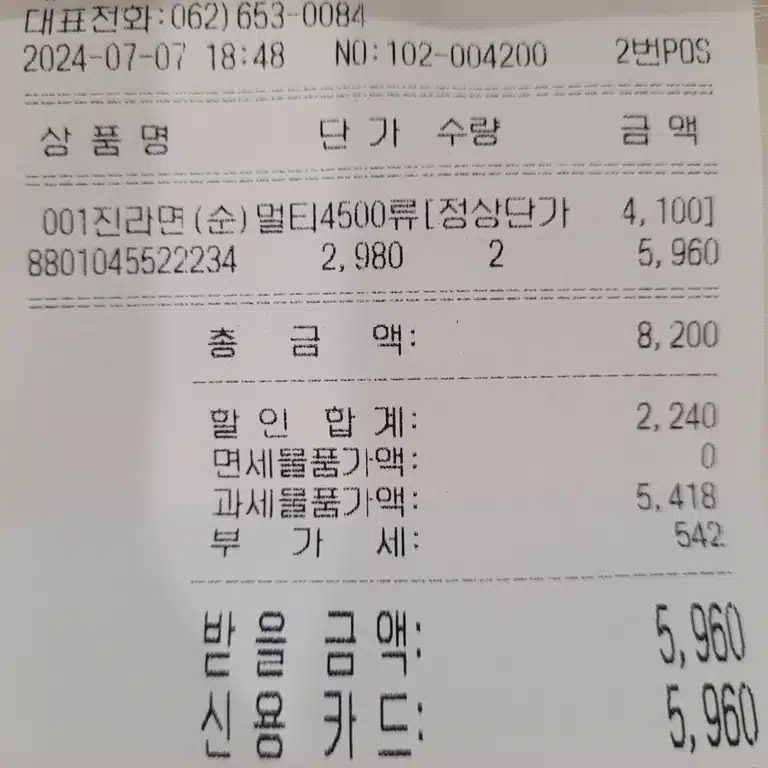 대표전화:062)653-0084
2024-07-07 18:48 NO:102-004200 2번POS
상 품 명 단 가 수량 금 액
001진라면(순)멀티4500류[정상단가 4,100]
8801045522234 2,980 2 5,960
총 금 액: 8,200
할 인 합 계: 2,240
면세물품가액: 0
과세물품가액: 5,418
부 가 세: 542
받 을 금 액: 5,960
신 용 카 드: 5,960